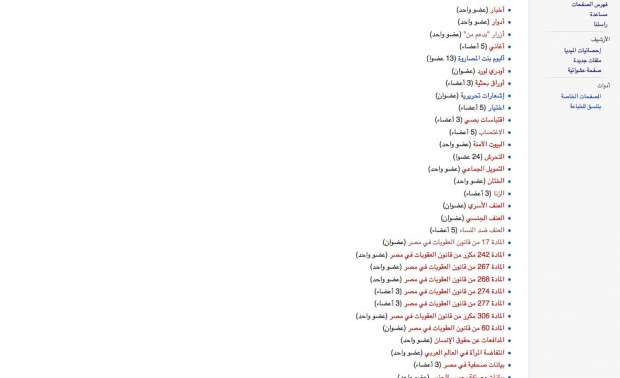 فهرس الصفحات
مساعدة
راسلنا
الأرشيف
إحصائيات الميديا
ملفات جديدة
صفحة عشوائية
أدوات
الصفحات الخاصة
بنسق للطباعة
أخبار (عضو واحد)
أدوار (عضو واحد)
أزرار "بدعم من" (عضو واحد)
أغاني (5 أعضاء)
ألبوم بنت المصاروة (13 عضوا)
أودري لورد (عضوان)
أوراق بحثية (3 أعضاء)
إشعارات تحريرية (عضوان)
اختيار (5 أعضاء)
اقتباسات بصي (3 أعضاء)
الاغتصاب (5 أعضاء)
البيوت الآمنة (عضو واحد)
التحرش (24 عضوا)
التمويل الجماعي (عضو واحد)
الختان (عضو واحد)
الزنا (3 أعضاء)
العنف الأسري (عضوان)
العنف الجنسي (عضوان)
العنف ضد النساء (5 أعضاء)
المادة 17 من قانون العقوبات في مصر (عضوان)
المادة 242 مكرر من قانون العقوبات في مصر (عضو واحد)
المادة 267 من قانون العقوبات في مصر (عضو واحد)
المادة 268 من قانون العقوبات في مصر (عضو واحد)
المادة 274 من قانون العقوبات في مصر (3 أعضاء)
المادة 277 من قانون العقوبات في مصر (3 أعضاء)
المادة 306 مكرر من قانون العقوبات في مصر (عضو واحد)
المادة 60 من قانون العقوبات في مصر (عضوان)
المدافعات عن حقوق الإنسان (عضو واحد)
انتفاضة المرأة في العالم العربي (عضو واحد)
بيانات صحفية في مصر (3 أعضاء)